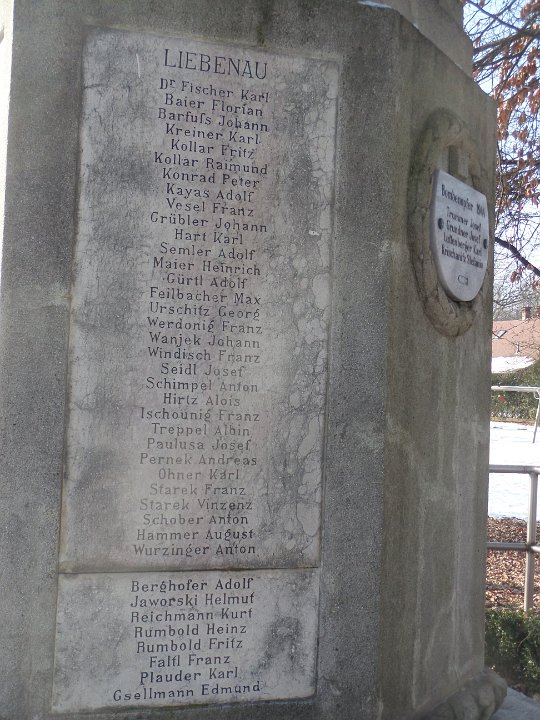 LIEBENAU
Dr Fischer Karl
Baier Florian
Barfuſs Johann
Kreiner Karl
Kollar Fritz
Kollar Raimund
Konrad Peter
Kayas Adolf
Vesel Franz
Grübler Johann
Hart Karl
Semler Adolf
Maier Heinrich
Gürtl Adolf
Feilbacher Max
Urschitz Georg
Werdonig Franz
Wanjek Johann
Windisch Franz
Seidl Josef
Schimpel Anton
Hirtz Alois
Ischounig Franz
Treppel Albin
Paulusa Josef
Pernek Andreas
Ohner Karl
Starek Franz
Starek Vinzenz
Schober Anton
Hammer August
Wurzinger Anton
Berghofer Adolf
Jaworski Helmut
Reichmann Kurt
Rumbold Heinz
Rumbold Fritz
Faltl Franz
Plauder Karl
Gsellmann Edmund
Bombenopfer
Josef
Josef
Karl